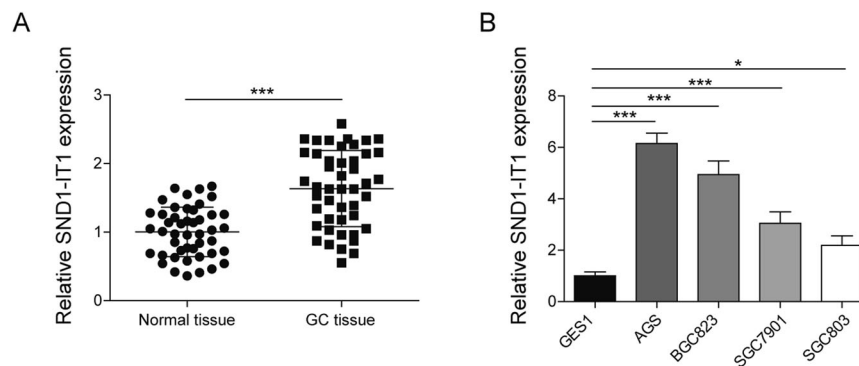 A
Relative SND1-IT1 expression
3
2
1
0
***
Normal tissue
GC tissue
B
Relative SND1-IT1 expression
8
6
4
2
0
*
***
***
***
GES1
AGS
BGC823
SGC7901
SGC803